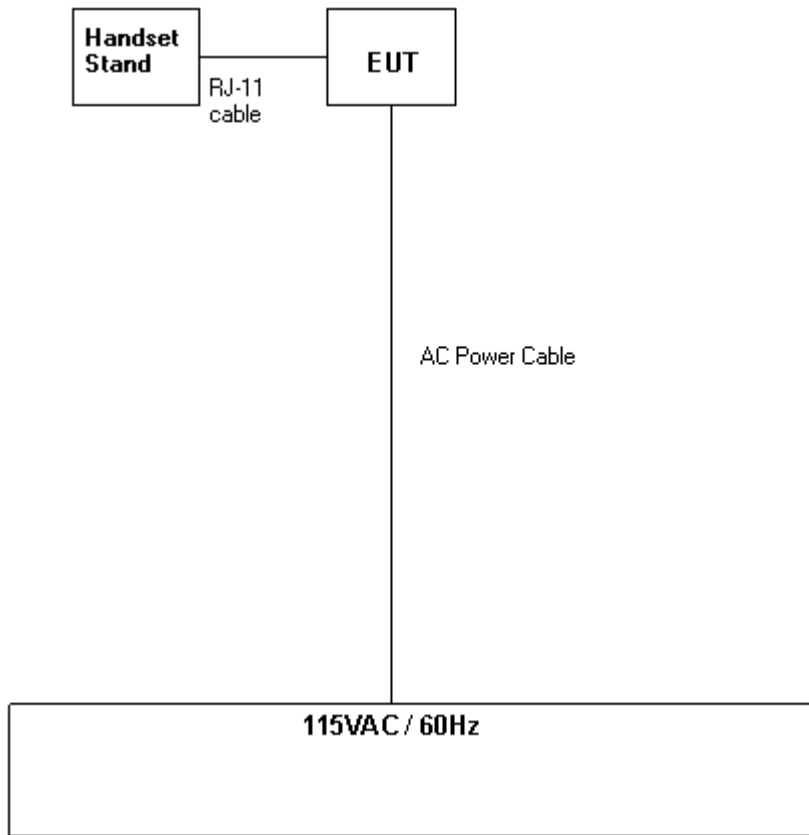 Handset
Stand
EUT
RJ-11
cable
AC Power Cable
115VAC / 60Hz